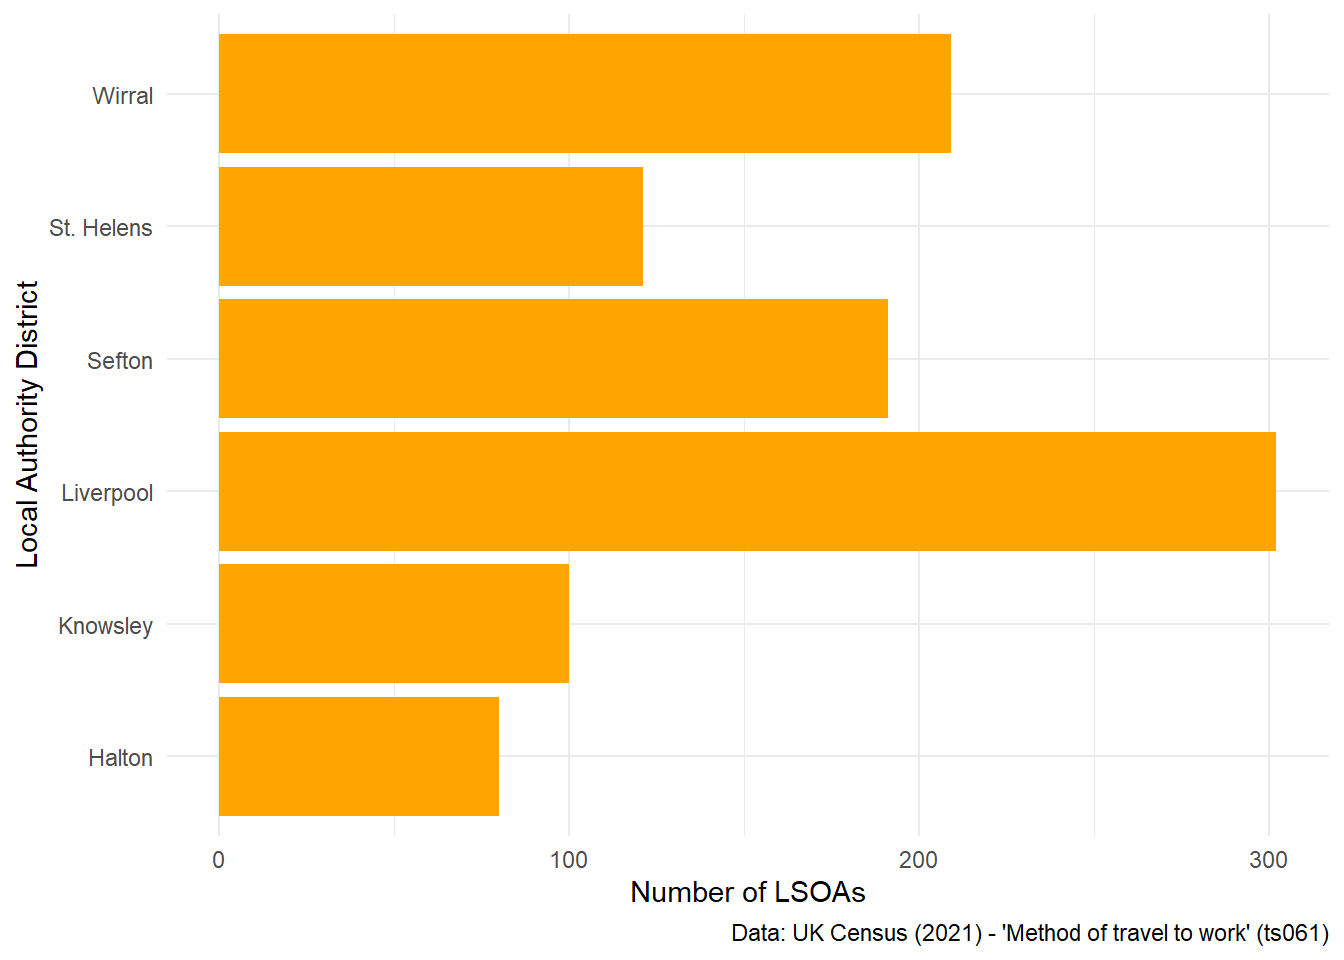 Local Authority District
Wirral
St. Helens
Sefton
Liverpool
Knowsley
Halton
0 100 200 300
Number of LSOAs
Data: UK Census (2021) - 'Method of travel to work' (ts061)